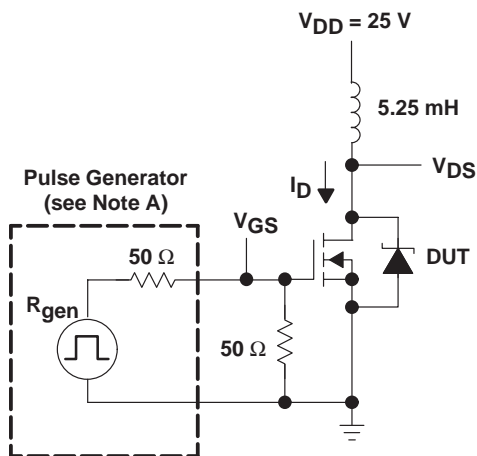 VDD = 25 V
5.25 mH
VDS
ID
Pulse Generator
(see Note A)
VGS
50 Ω
DUT
Rgen
50 Ω